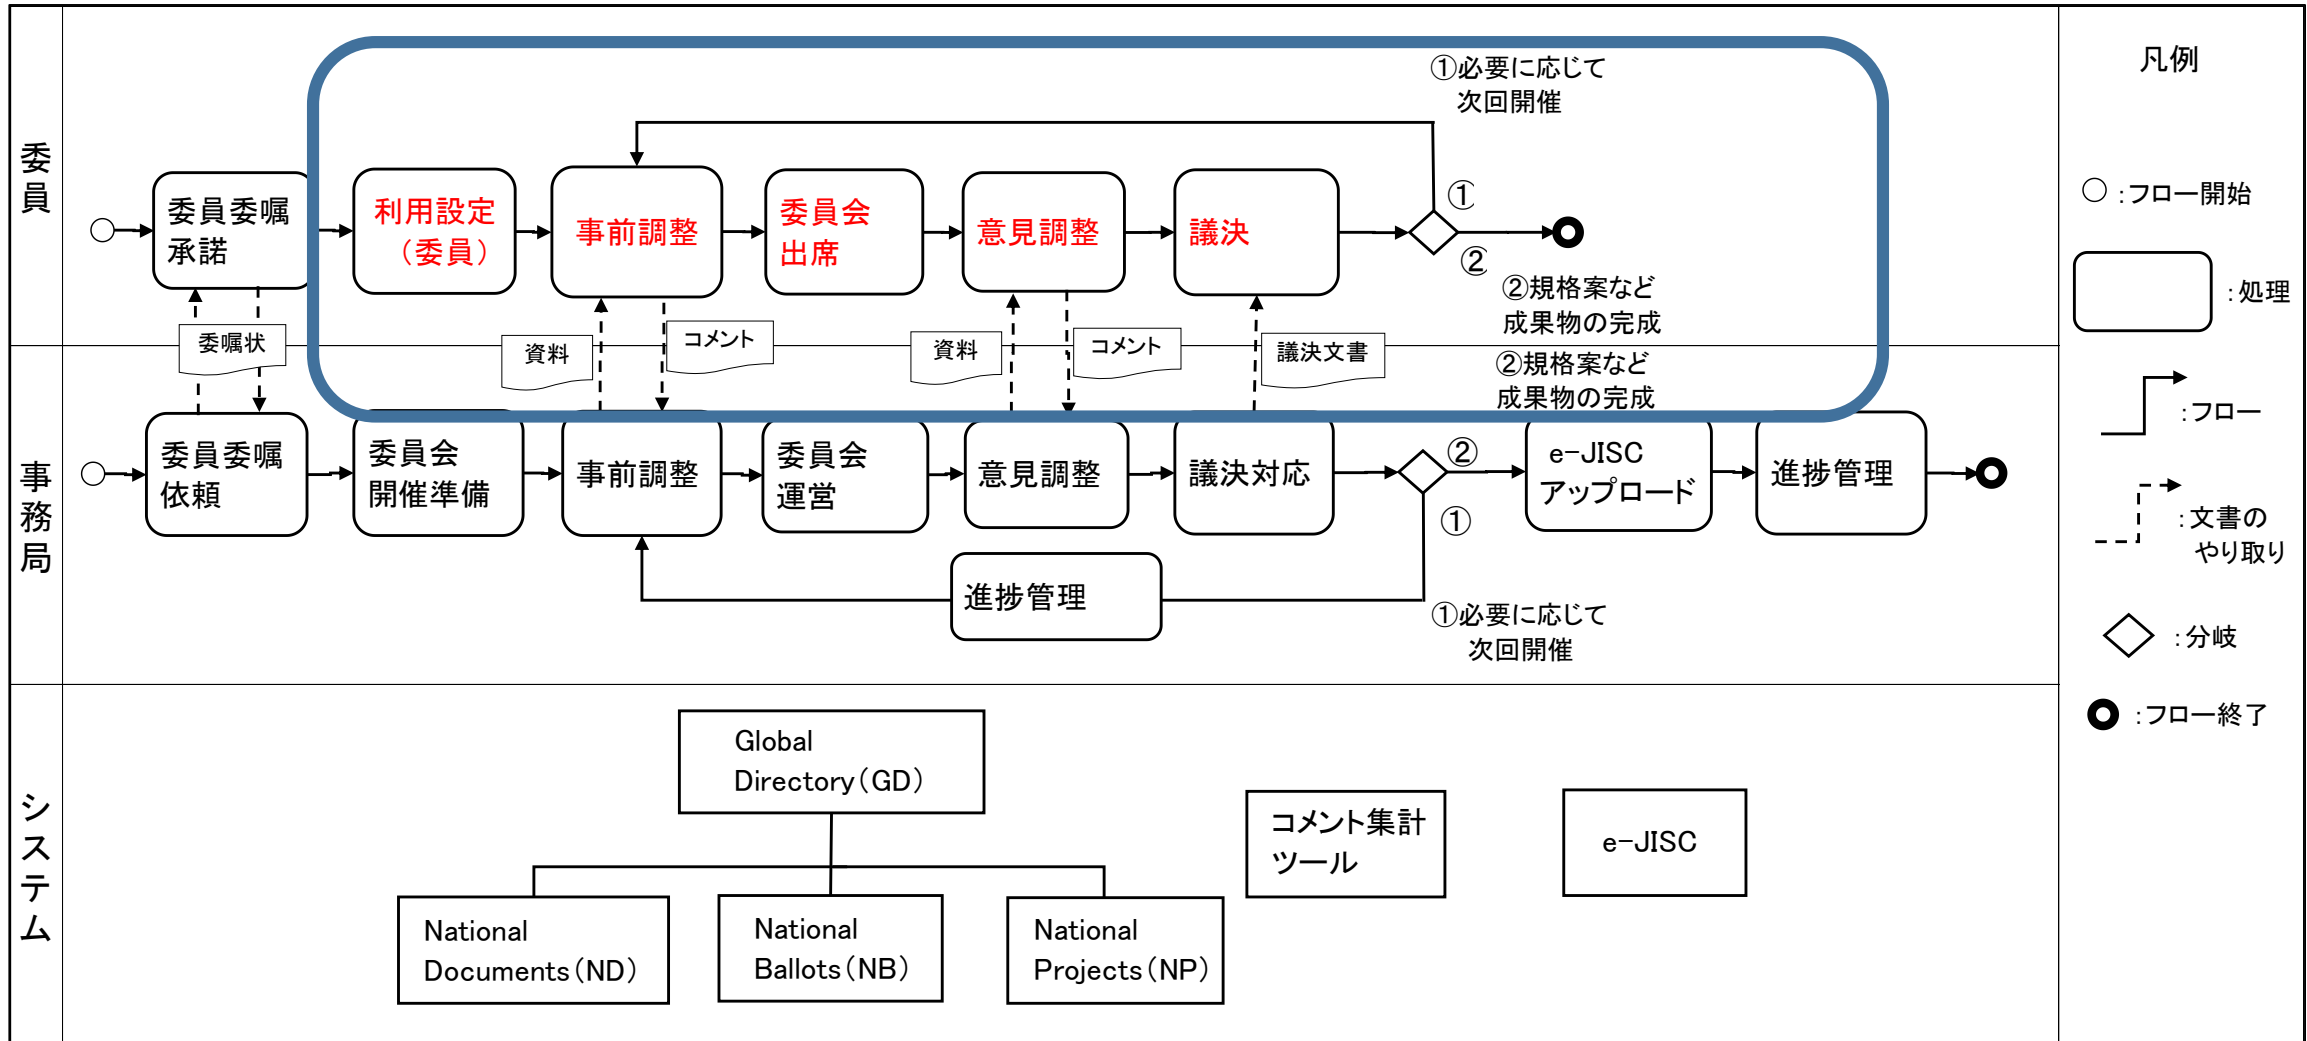 委員
①必要に応じて
次回開催
委員委嘱
承諾
利用設定
（委員）
事前調整
委員会
出席
意見調整
議決
①
②
②規格案など
成果物の完成
委嘱状
資料
コメント
資料
コメント
議決文書
②規格案など
成果物の完成
事務局
委員委嘱
依頼
委員会
開催準備
事前調整
委員会
運営
意見調整
議決対応
②
①
e-JISC
アップロード
進捗管理
進捗管理
①必要に応じて
次回開催
システム
Global
Directory（GD）
National
Documents（ND）
National
Ballots（NB）
National
Projects（NP）
コメント集計
ツール
e-JISC
凡例
：フロー開始
：処理
：フロー
：文書の
やり取り
：分岐
：フロー終了